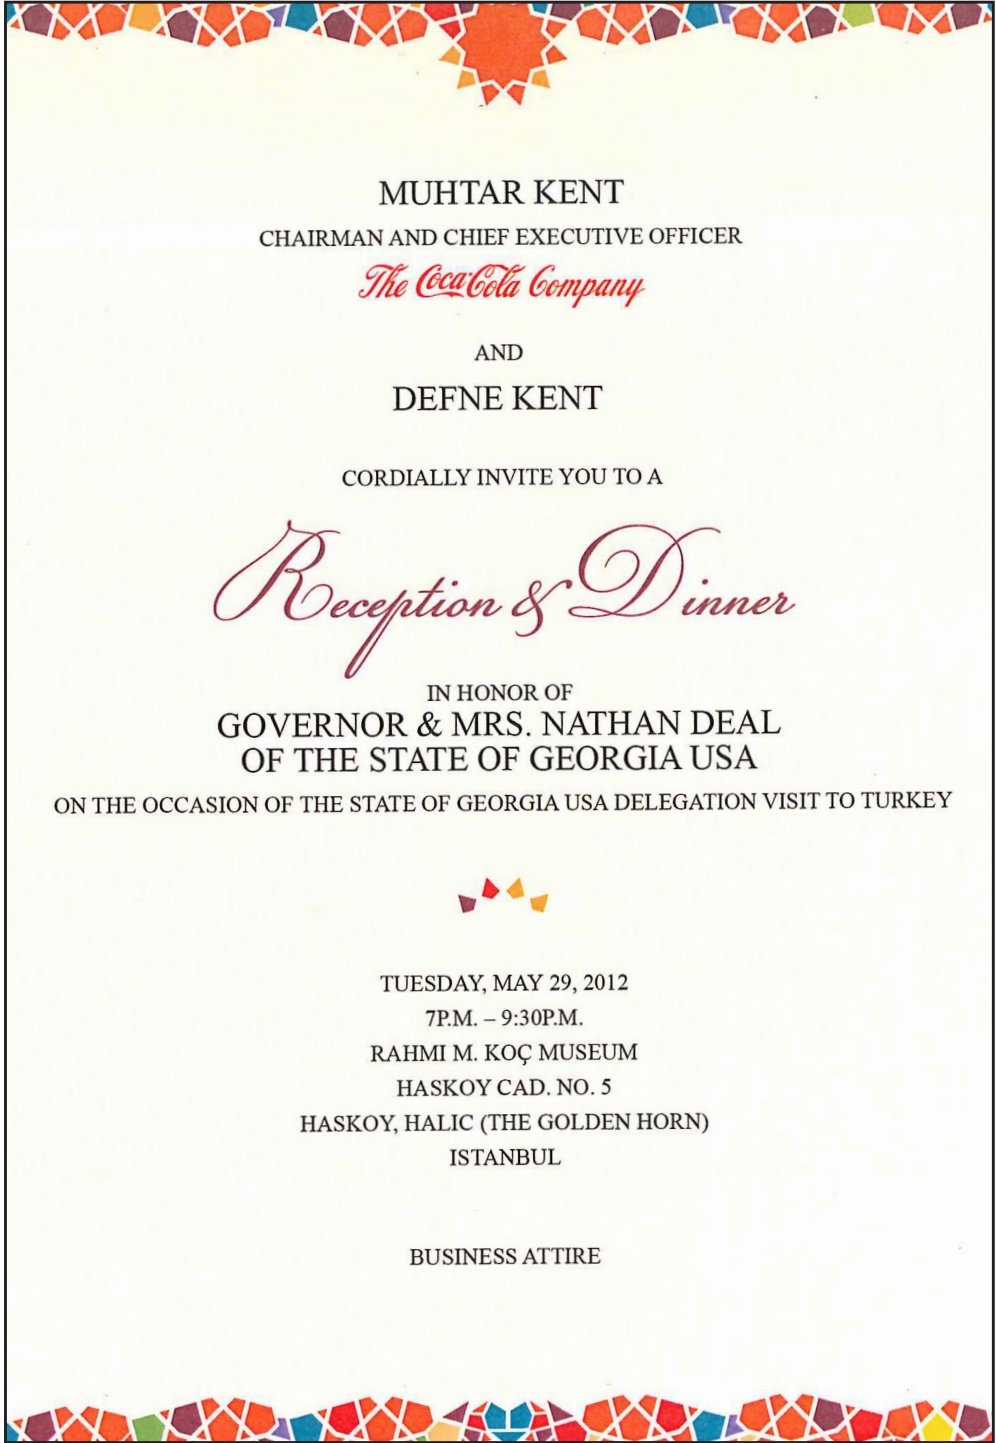 MUHTAR KENT
CHAIRMAN AND CHIEF EXECUTIVE OFFICER
The Coca-Cola Company
AND
DEFNE KENT
CORDIALLY INVITE YOU TO A
Reception & Dinner
IN HONOR OF
GOVERNOR & MRS. NATHAN DEAL
OF THE STATE OF GEORGIA USA
ON THE OCCASION OF THE STATE OF GEORGIA USA DELEGATION VISIT TO TURKEY
TUESDAY, MAY 29, 2012
7P.M. – 9:30P.M.
RAHMI M. KOÇ MUSEUM
HASKOY CAD. NO. 5
HASKOY, HALIC (THE GOLDEN HORN)
ISTANBUL
BUSINESS ATTIRE